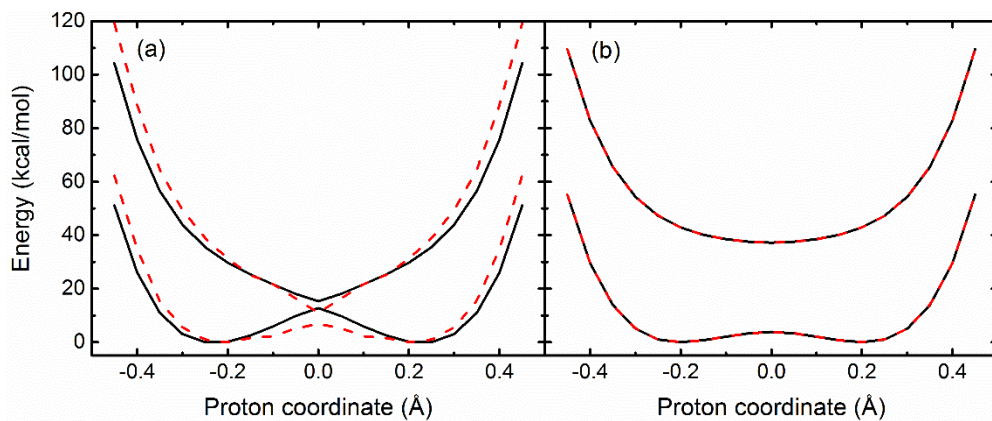 120
100
80
60
40
20
0
Energy (kcal/mol)
(a)
(b)
-0.4 -0.2 0.0 0.2 0.4
-0.4 -0.2 0.0 0.2 0.4
Proton coordinate (Å)
Proton coordinate (Å)